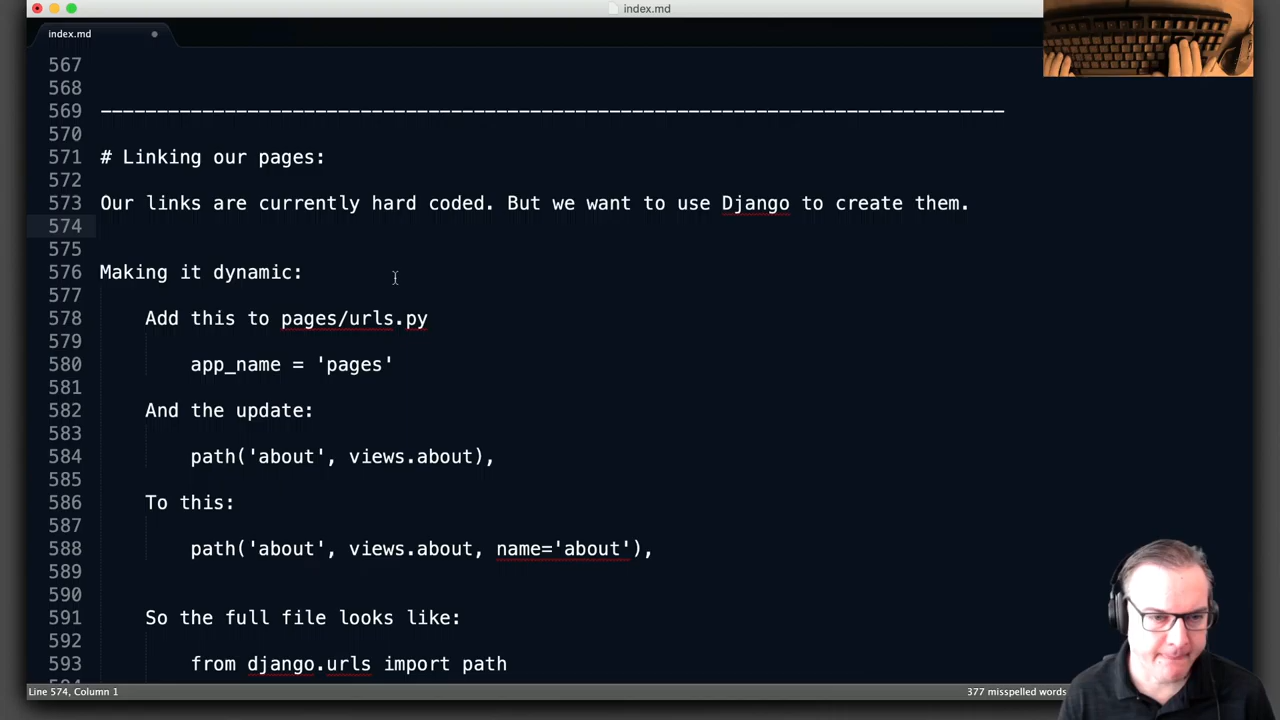 index.md
index.md
567
568
569 --------------------------------------------------------------------------------
570
571 # Linking our pages:
572
573 Our links are currently hard coded. But we want to use Django to create them.
574
575
576 Making it dynamic:
577
578 Add this to pages/urls.py
579
580 app_name = 'pages'
581
582 And the update:
583
584 path('about', views.about),
585
586 To this:
587
588 path('about', views.about, name='about'),
589
590
591 So the full file looks like:
592
593 from django.urls import path
Line 574, Column 1
377 misspelled words